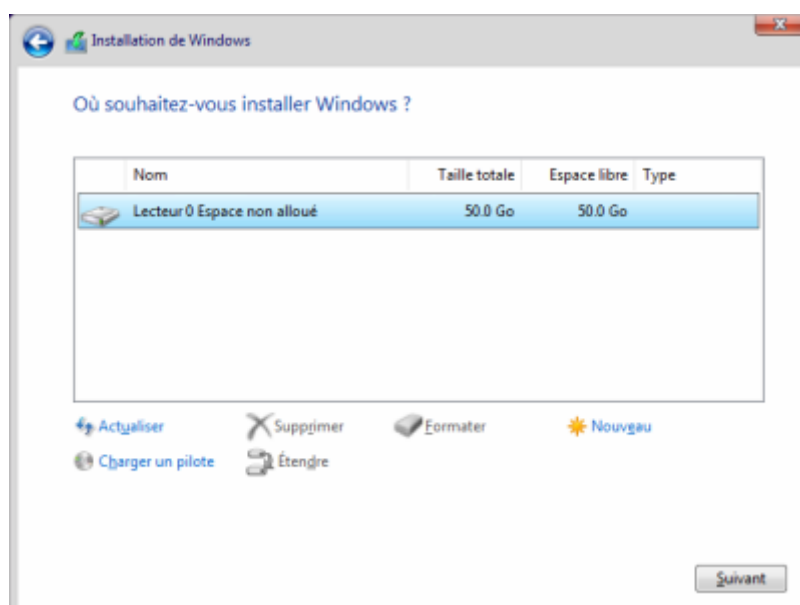 Installation de Windows
Où souhaitez-vous installer Windows ?
Nom Taille totale Espace libre Type
Lecteur 0 Espace non alloué 50.0 Go 50.0 Go
Actualiser Supprimer Formater Nouveau
Charger un pilote Étendre
Suivant